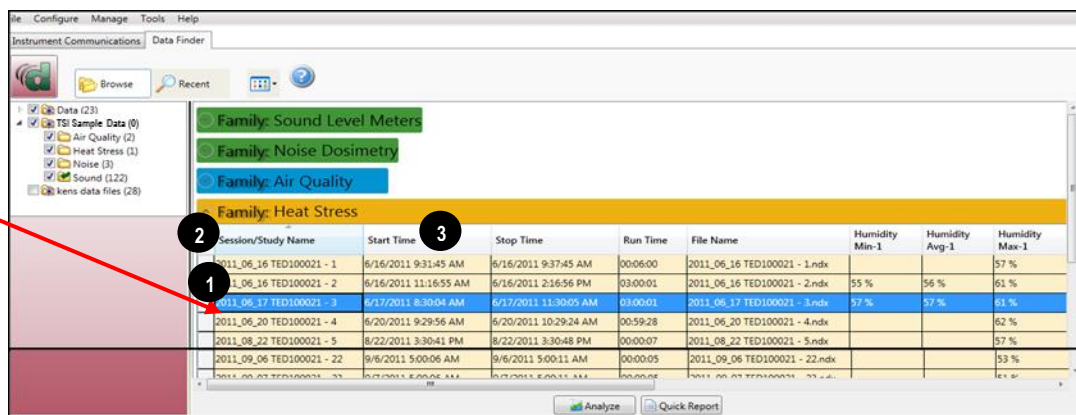 ile Configure Manage Tools Help
Instrument Communications Data Finder
Browse Recent
Data (23)
TSI Sample Data (0)
Air Quality (2)
Heat Stress (1)
Noise (3)
Sound (122)
kens data files (28)
Family: Sound Level Meters
Family: Noise Dosimetry
Family: Air Quality
Family: Heat Stress
2 Session/Study Name Start Time 3 Stop Time Run Time File Name Humidity Min-1 Humidity Avg-1 Humidity Max-1
2011_06_16 TED100021 - 1 6/16/2011 9:31:45 AM 6/16/2011 9:37:45 AM 00:06:00 2011_06_16 TED100021 - 1.ndx 57 %
1 11_06_16 TED100021 - 2 6/16/2011 11:16:55 AM 6/16/2011 2:16:56 PM 03:00:01 2011_06_16 TED100021 - 2.ndx 55 % 56 % 61 %
2011_06_17 TED100021 - 3 6/17/2011 8:30:04 AM 6/17/2011 11:30:05 AM 03:00:01 2011_06_17 TED100021 - 3.ndx 57 % 57 % 61 %
2011_06_20 TED100021 - 4 6/20/2011 9:29:56 AM 6/20/2011 10:29:24 AM 00:59:28 2011_06_20 TED100021 - 4.ndx 62 %
2011_08_22 TED100021 - 5 8/22/2011 3:30:41 PM 8/22/2011 3:30:48 PM 00:00:07 2011_08_22 TED100021 - 5.ndx 57 %
2011_09_06 TED100021 - 22 9/6/2011 5:00:06 AM 9/6/2011 5:00:11 AM 00:00:05 2011_09_06 TED100021 - 22.ndx 53 %
Analyze Quick Report